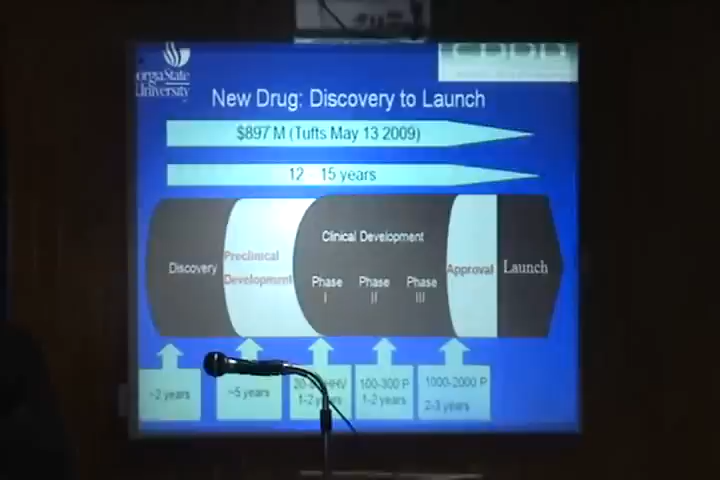 orgiaState
University
CDDD
New Drug: Discovery to Launch
$897 M (Tufts May 13 2009)
12 15 years
Discovery
Preclinical
Development
Clinical Development
Phase
I
Phase
II
Phase
III
Approval
Launch
~2 years
~5 years
HHV
1-2
100-300 P
1-2 years
1000-2000 P
2-3 years